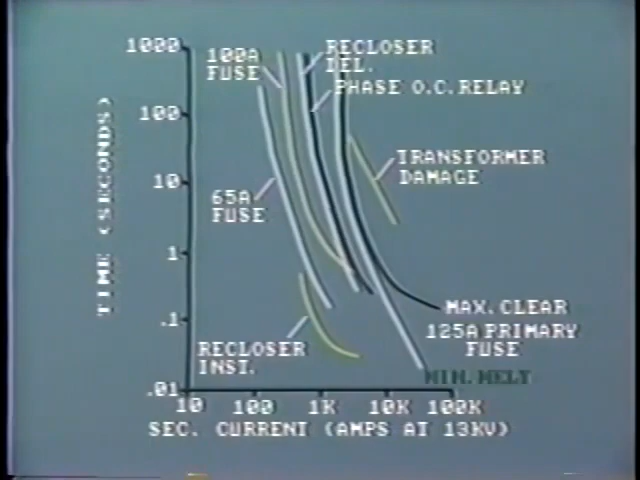 1000
100A
FUSE
RECLOSER
DEL.
PHASE O.C. RELAY
100
TRANSFORMER
DAMAGE
10
65A
FUSE
TIME (SECONDS)
1
MAX. CLEAR
125A PRIMARY
FUSE
.1
RECLOSER
INST.
MIN. MELT
.01
10 100 1K 10K 100K
SEC. CURRENT (AMPS AT 13KV)